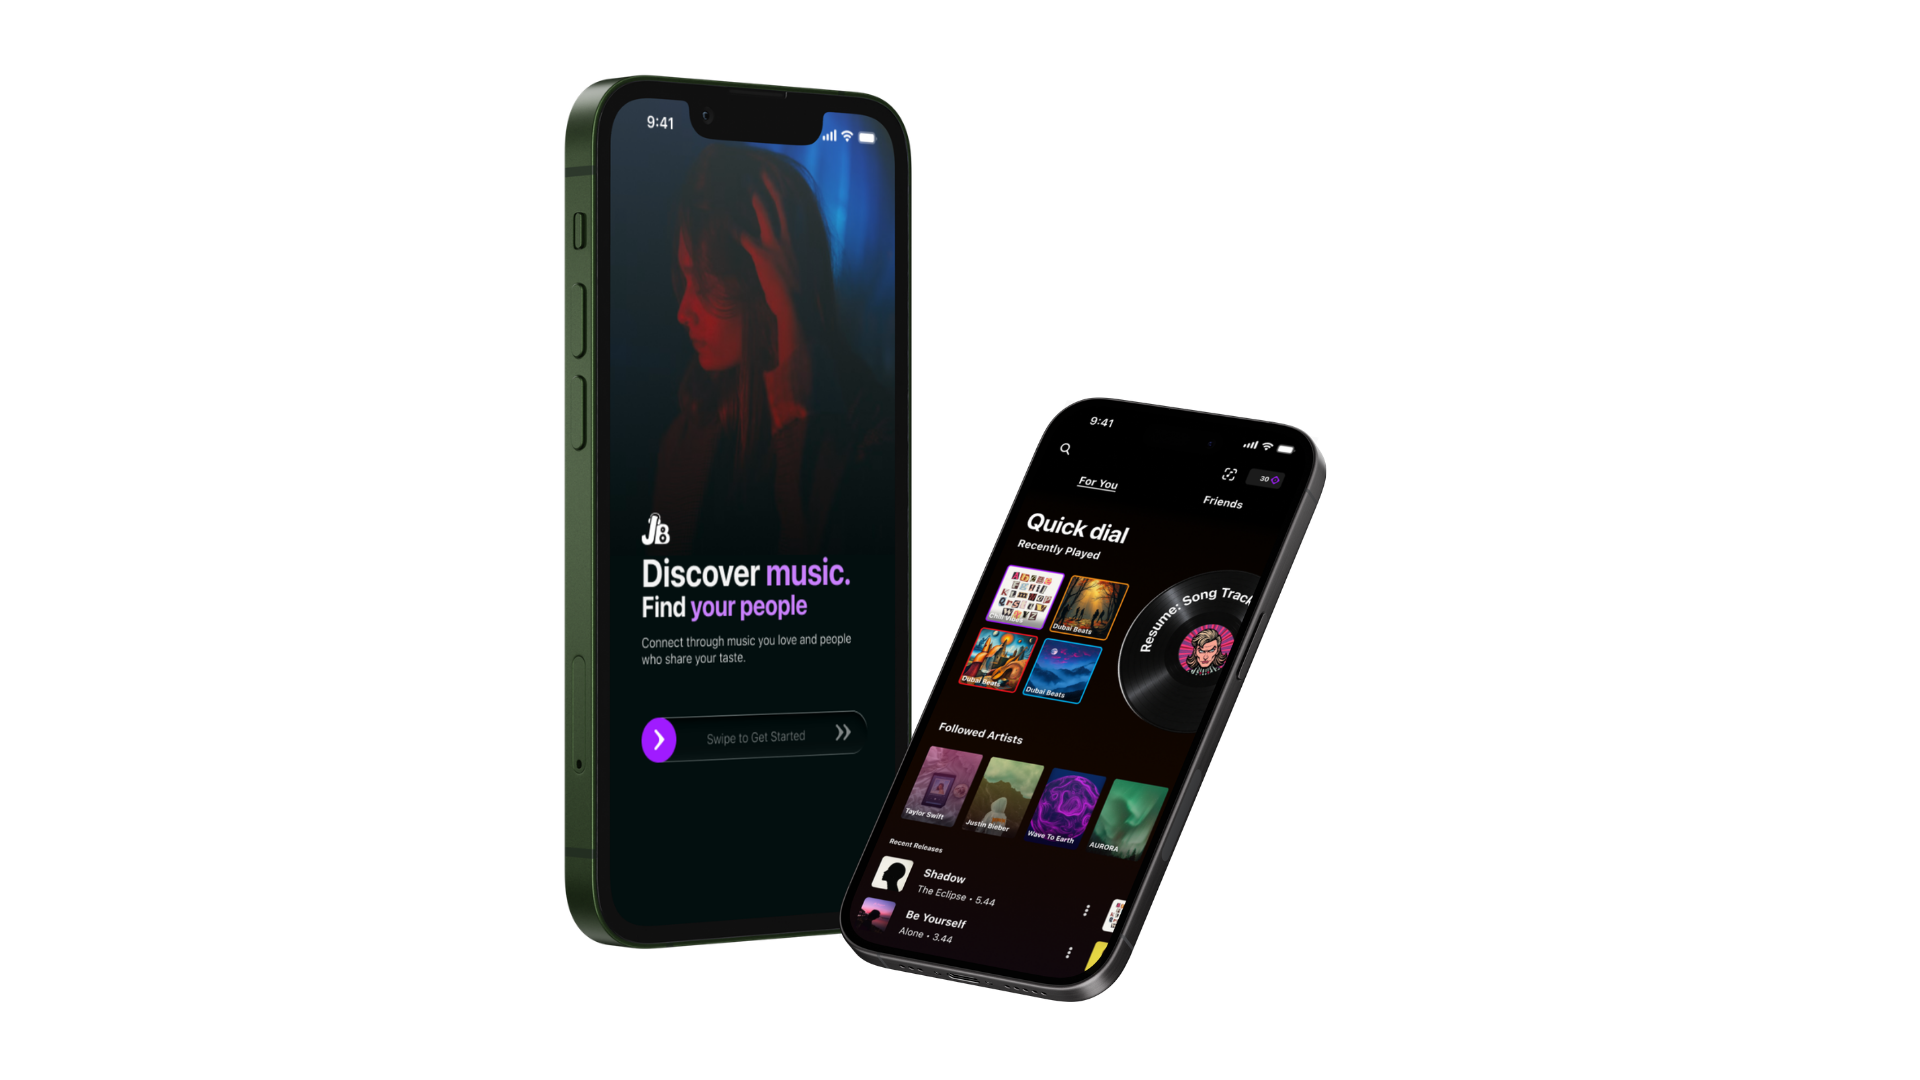 9:41
JB
Discover music.
Find your people
Connect through music you love and people
who share your taste.
Swipe to Get Started
9:41
30
For You
Friends
Quick dial
Recently Played
Chill Vibes
Dubai Beats
Dubai Beats
Dubai Beats
Resume: Song Track
Followed Artists
Taylor Swift
Justin Bieber
Wave To Earth
AURORA
Recent Releases
Shadow
The Eclipse • 5.44
Be Yourself
Alone • 3.44